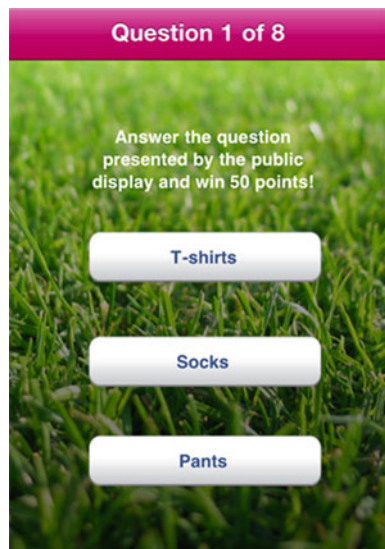 Question 1 of 8
Answer the question
presented by the public
display and win 50 points!
T-shirts
Socks
Pants